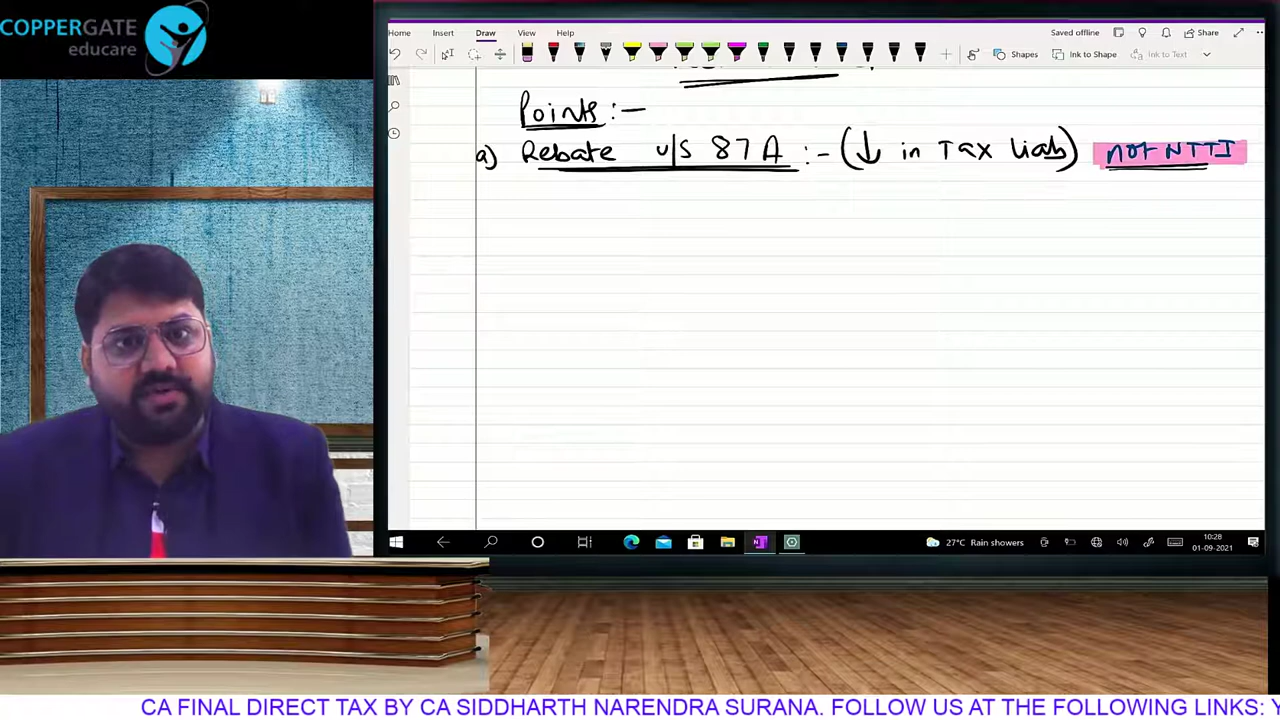 COPPERGATE
educare
Home Insert Draw View Help
Saved offline
Share
Shapes
Ink to Shape
Ink to Text
Points :-
a) Rebate u/s 87A :- (↓ in Tax Liab) not NTTI
27°C Rain showers
10:28
01-09-2021
CA FINAL DIRECT TAX BY CA SIDDHARTH NARENDRA SURANA. FOLLOW US AT THE FOLLOWING LINKS: Y